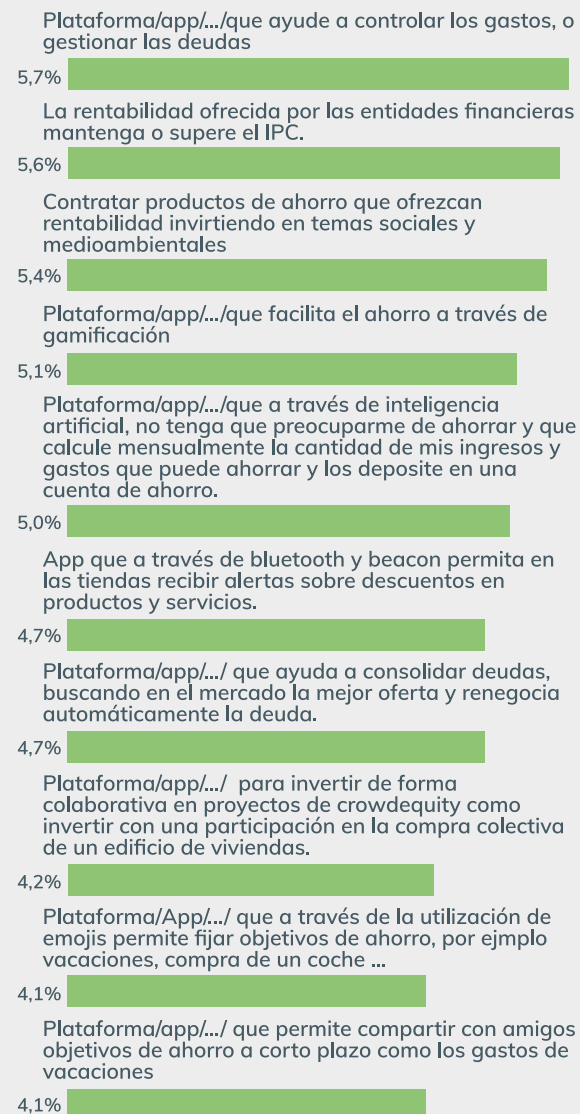 Plataforma/app/.../que ayude a controlar los gastos, o
gestionar las deudas
5,7%
La rentabilidad ofrecida por las entidades financieras
mantenga o supere el IPC.
5,6%
Contratar productos de ahorro que ofrezcan
rentabilidad invirtiendo en temas sociales y
medioambientales
5,4%
Plataforma/app/.../que facilita el ahorro a través de
gamificación
5,1%
Plataforma/app/.../que a través de inteligencia
artificial, no tenga que preocuparme de ahorrar y que
calcule mensualmente la cantidad de mis ingresos y
gastos que puede ahorrar y los deposite en una
cuenta de ahorro.
5,0%
App que a través de bluetooth y beacon permita en
las tiendas recibir alertas sobre descuentos en
productos y servicios.
4,7%
Plataforma/app/.../ que ayuda a consolidar deudas,
buscando en el mercado la mejor oferta y renegocia
automáticamente la deuda.
4,7%
Plataforma/app/.../ para invertir de forma
colaborativa en proyectos de crowdequity como
invertir con una participación en la compra colectiva
de un edificio de viviendas.
4,2%
Plataforma/App/.../ que a través de la utilización de
emojis permite fijar objetivos de ahorro, por ejmplo
vacaciones, compra de un coche ...
4,1%
Plataforma/app/.../ que permite compartir con amigos
objetivos de ahorro a corto plazo como los gastos de
vacaciones
4,1%